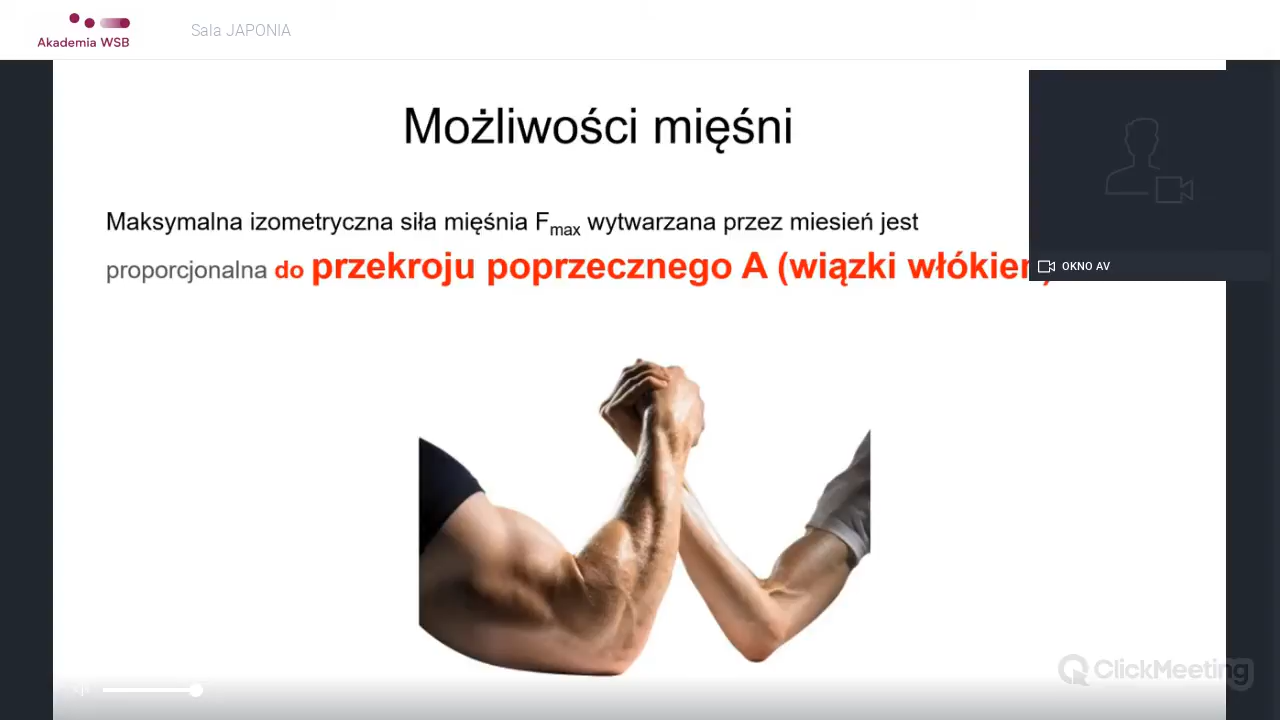 Akademia WSB
Sala JAPONIA
Możliwości mięśni
Maksymalna izometryczna siła mięśnia Fmax wytwarzana przez miesień jest
proporcjonalna do przekroju poprzecznego A (wiązki włókien)
OKNO AV
ClickMeeting